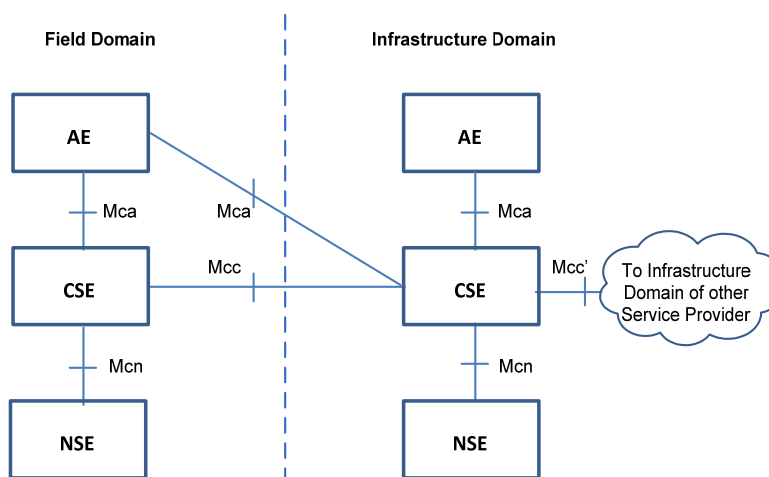 Field Domain
Infrastructure Domain
AE
AE
Mca
Mca
Mca
Mcc
Mcc’
CSE
CSE
To Infrastructure
Domain of other
Service Provider
Mcn
Mcn
NSE
NSE